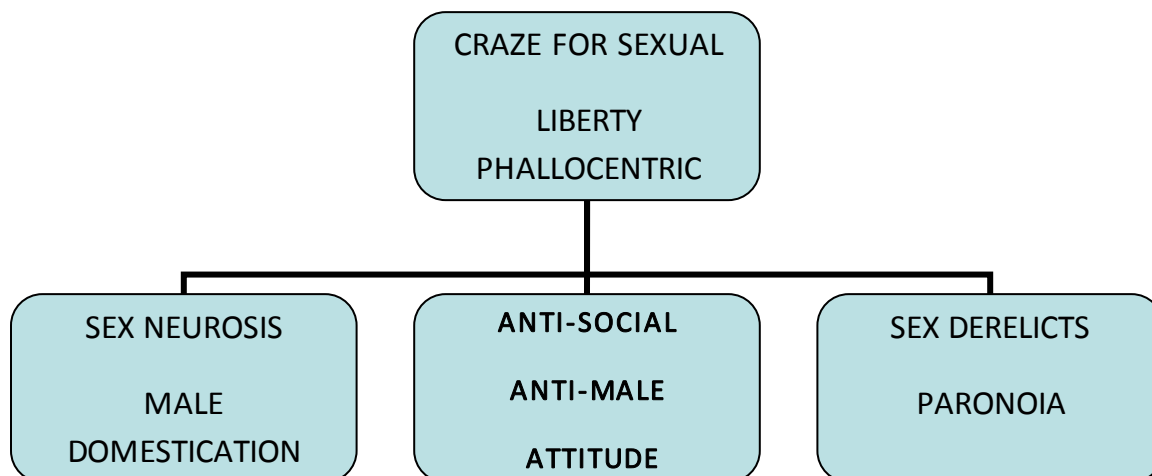 CRAZE FOR SEXUAL
LIBERTY
PHALLOCENTRIC
SEX NEUROSIS
MALE
DOMESTICATION
ANTI-SOCIAL
ANTI-MALE
ATTITUDE
SEX DERELICTS
PARONOIA